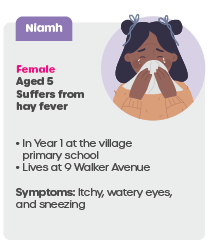 Niamh
Female
Aged 5
Suffers from
hay fever
• In Year 1 at the village
primary school
• Lives at 9 Walker Avenue
Symptoms: Itchy, watery eyes,
and sneezing